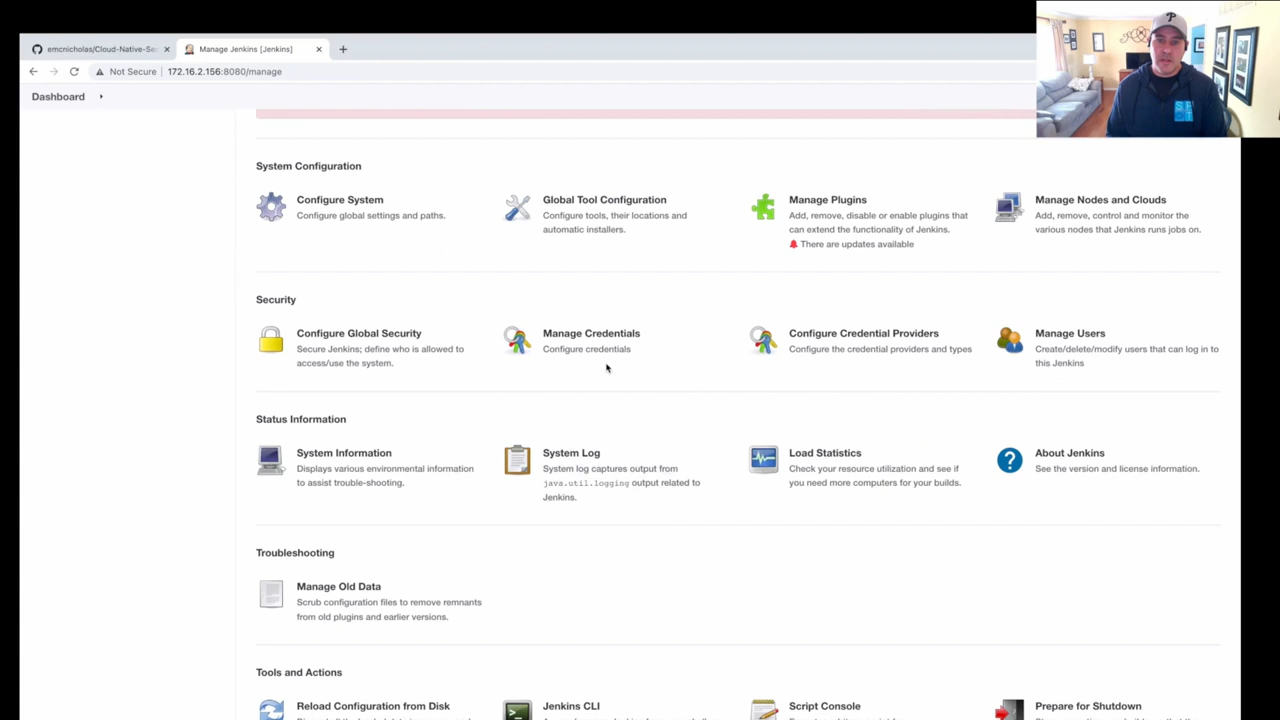 emcnicholas/Cloud-Native-Sec
Manage Jenkins [Jenkins]
Not Secure
172.16.2.156:8080/manage
Dashboard
System Configuration
Configure System
Configure global settings and paths.
Global Tool Configuration
Configure tools, their locations and
automatic installers.
Manage Plugins
Add, remove, disable or enable plugins that
can extend the functionality of Jenkins.
There are updates available
Manage Nodes and Clouds
Add, remove, control and monitor the
various nodes that Jenkins runs jobs on.
Security
Configure Global Security
Secure Jenkins; define who is allowed to
access/use the system.
Manage Credentials
Configure credentials
Configure Credential Providers
Configure the credential providers and types
Manage Users
Create/delete/modify users that can log in to
this Jenkins
Status Information
System Information
Displays various environmental information
to assist trouble-shooting.
System Log
System log captures output from
java.util.logging output related to
Jenkins.
Load Statistics
Check your resource utilization and see if
you need more computers for your builds.
About Jenkins
See the version and license information.
Troubleshooting
Manage Old Data
Scrub configuration files to remove remnants
from old plugins and earlier versions.
Tools and Actions
Reload Configuration from Disk
Jenkins CLI
Script Console
Prepare for Shutdown